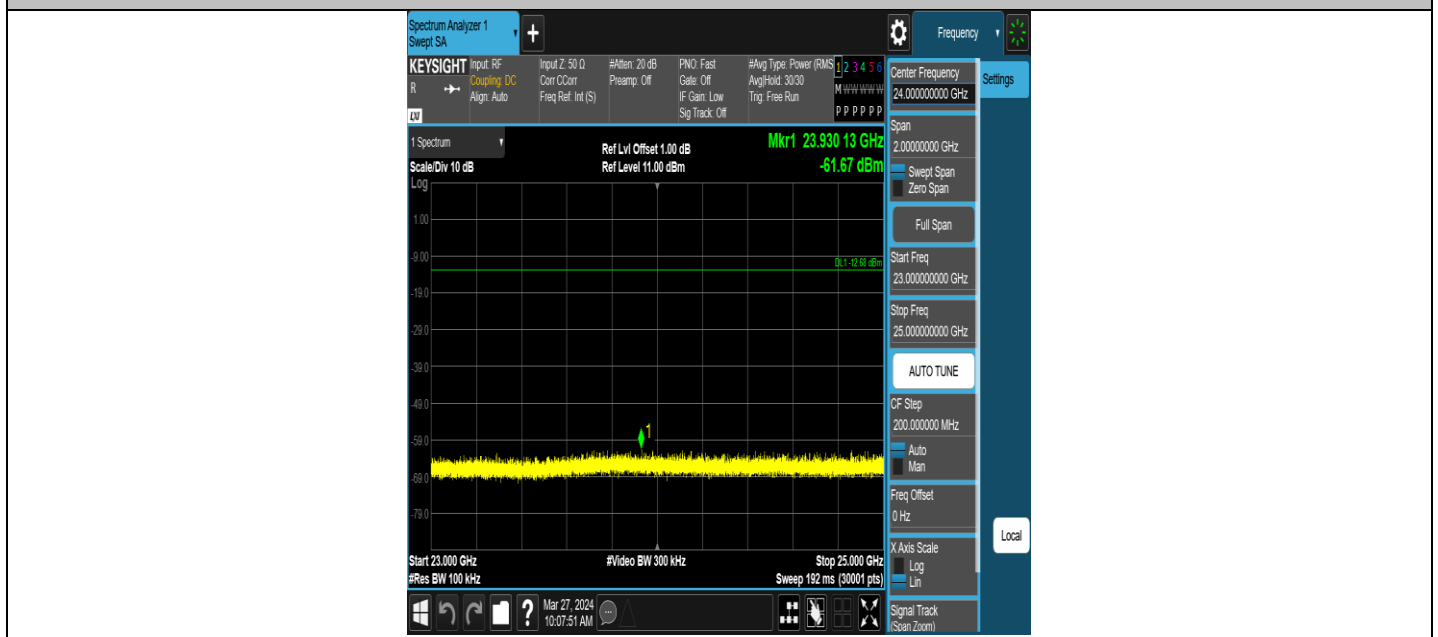 Spectrum Analyzer 1
Swept SA
Frequency
KEYSIGHT
R
LXI
Input: RF
Coupling: DC
Align: Auto
Input Z: 50 Ω
Corr CCorr
Freq Ref: Int (S)
#Atten: 20 dB
Preamp: Off
PNO: Fast
Gate: Off
IF Gain: Low
Sig Track: Off
#Avg Type: Power (RMS
Avg|Hold: 30/30
Trig: Free Run
1 2 3 4 5 6
M W W W W W
P P P P P P
1 Spectrum
Scale/Div 10 dB
Log
Ref Lvl Offset 1.00 dB
Ref Level 11.00 dBm
Mkr1 23.930 13 GHz
-61.67 dBm
1.00
-9.00
DL1 -12.68 dBm
-19.0
-29.0
-39.0
-49.0
-59.0
1
-69.0
-79.0
Start 23.000 GHz
#Res BW 100 kHz
#Video BW 300 kHz
Stop 25.000 GHz
Sweep 192 ms (30001 pts)
Center Frequency
24.000000000 GHz
Settings
Span
2.00000000 GHz
Swept Span
Zero Span
Full Span
Start Freq
23.000000000 GHz
Stop Freq
25.000000000 GHz
AUTO TUNE
CF Step
200.000000 MHz
Auto
Man
Freq Offset
0 Hz
X Axis Scale
Log
Lin
Local
Signal Track
(Span Zoom)
?
Mar 27, 2024
10:07:51 AM